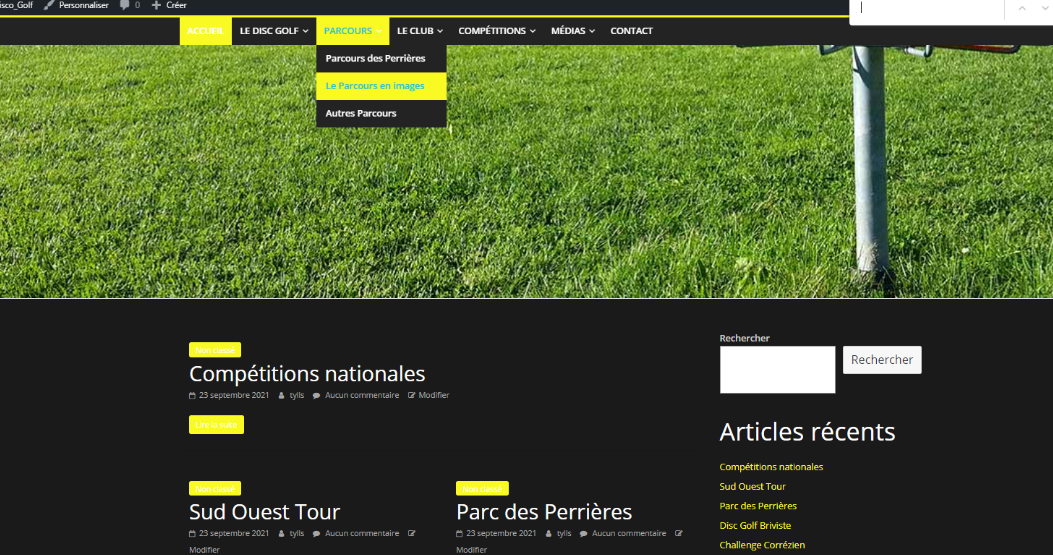 isco_Golf Personnaliser 0 Créer
ACCUEIL LE DISC GOLF PARCOURS LE CLUB COMPÉTITIONS MÉDIAS CONTACT
Parcours des Perrières
Le Parcours en images
Autres Parcours
Non classé
Compétitions nationales
23 septembre 2021 tylls Aucun commentaire Modifier
Lire la suite
Non classé
Sud Ouest Tour
23 septembre 2021 tylls Aucun commentaire
Modifier
Non classé
Parc des Perrières
23 septembre 2021 tylls Aucun commentaire
Modifier
Rechercher
Rechercher
Articles récents
Compétitions nationales
Sud Ouest Tour
Parc des Perrières
Disc Golf Briviste
Challenge Corrézien